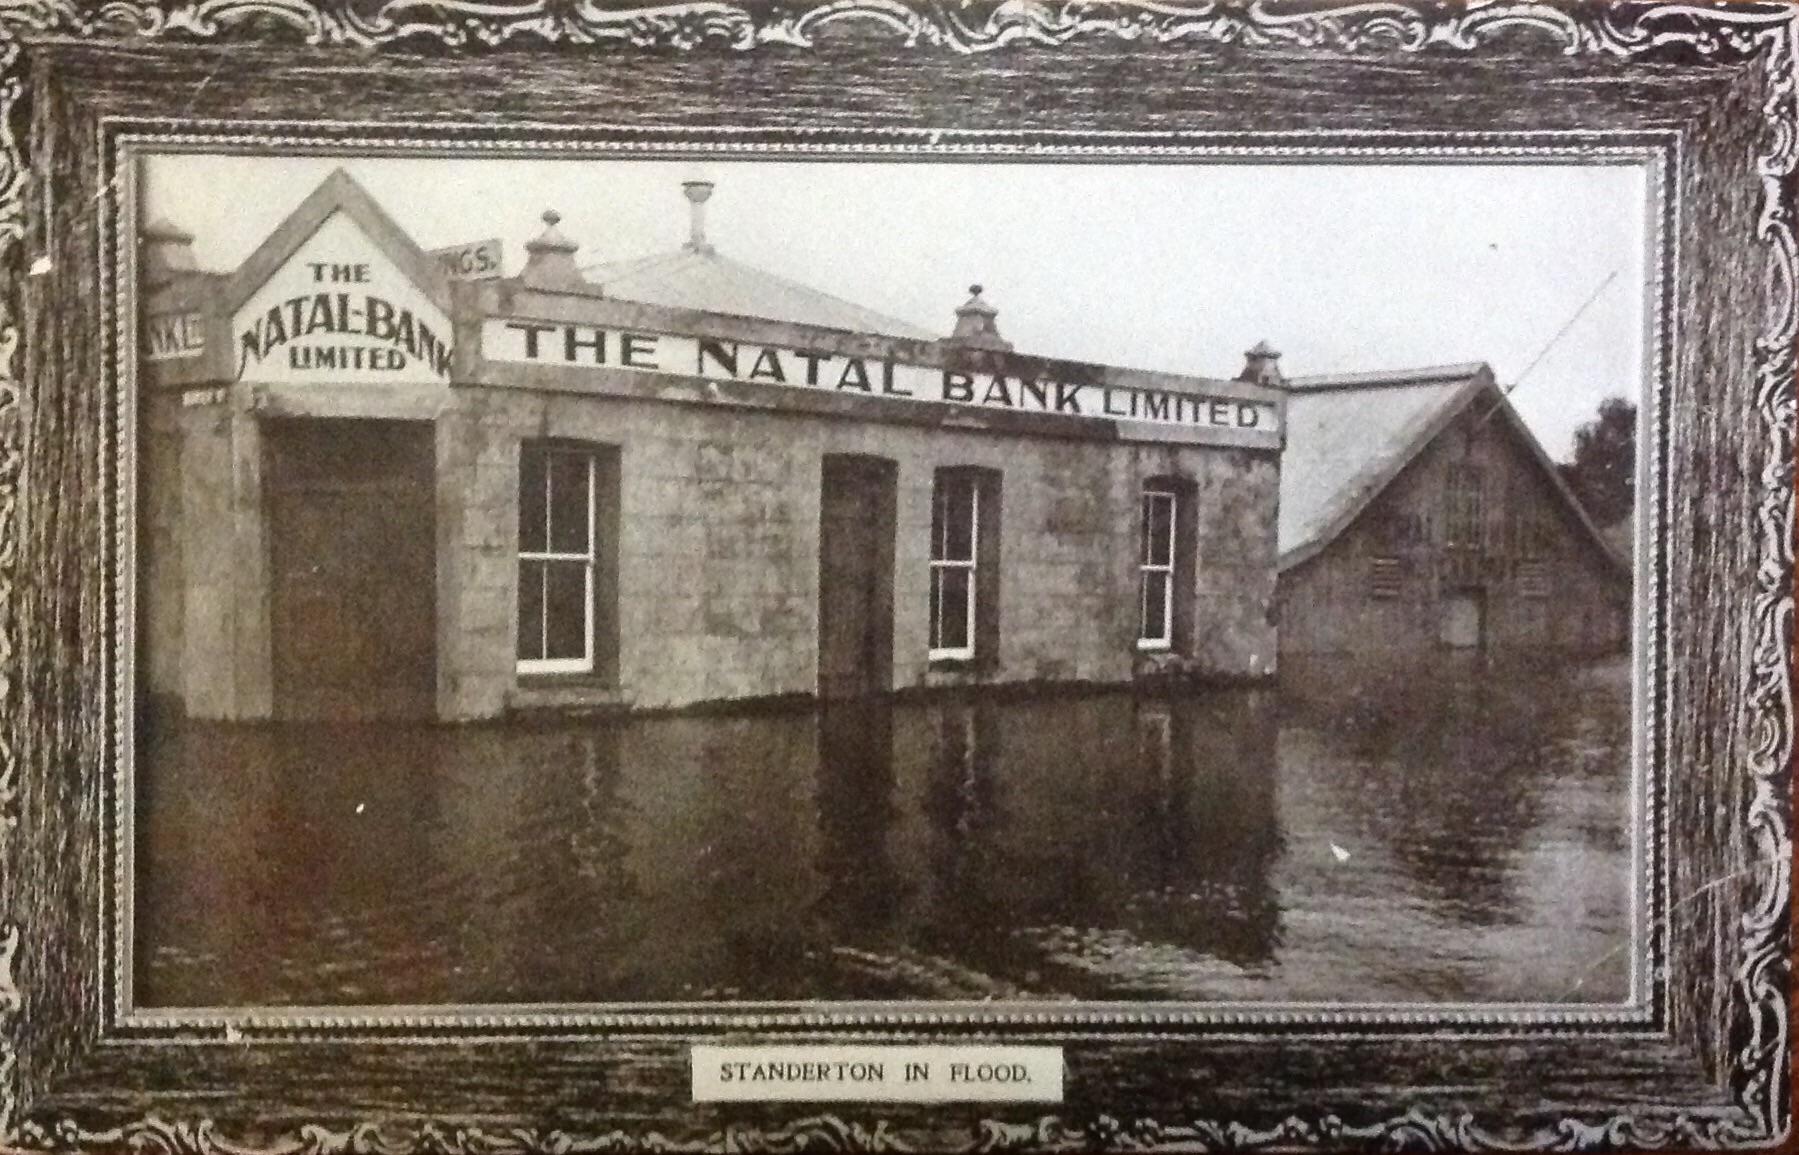 THE
NATAL-BANK
LIMITED
THE NATAL BANK LIMITED
STANDERTON IN FLOOD.